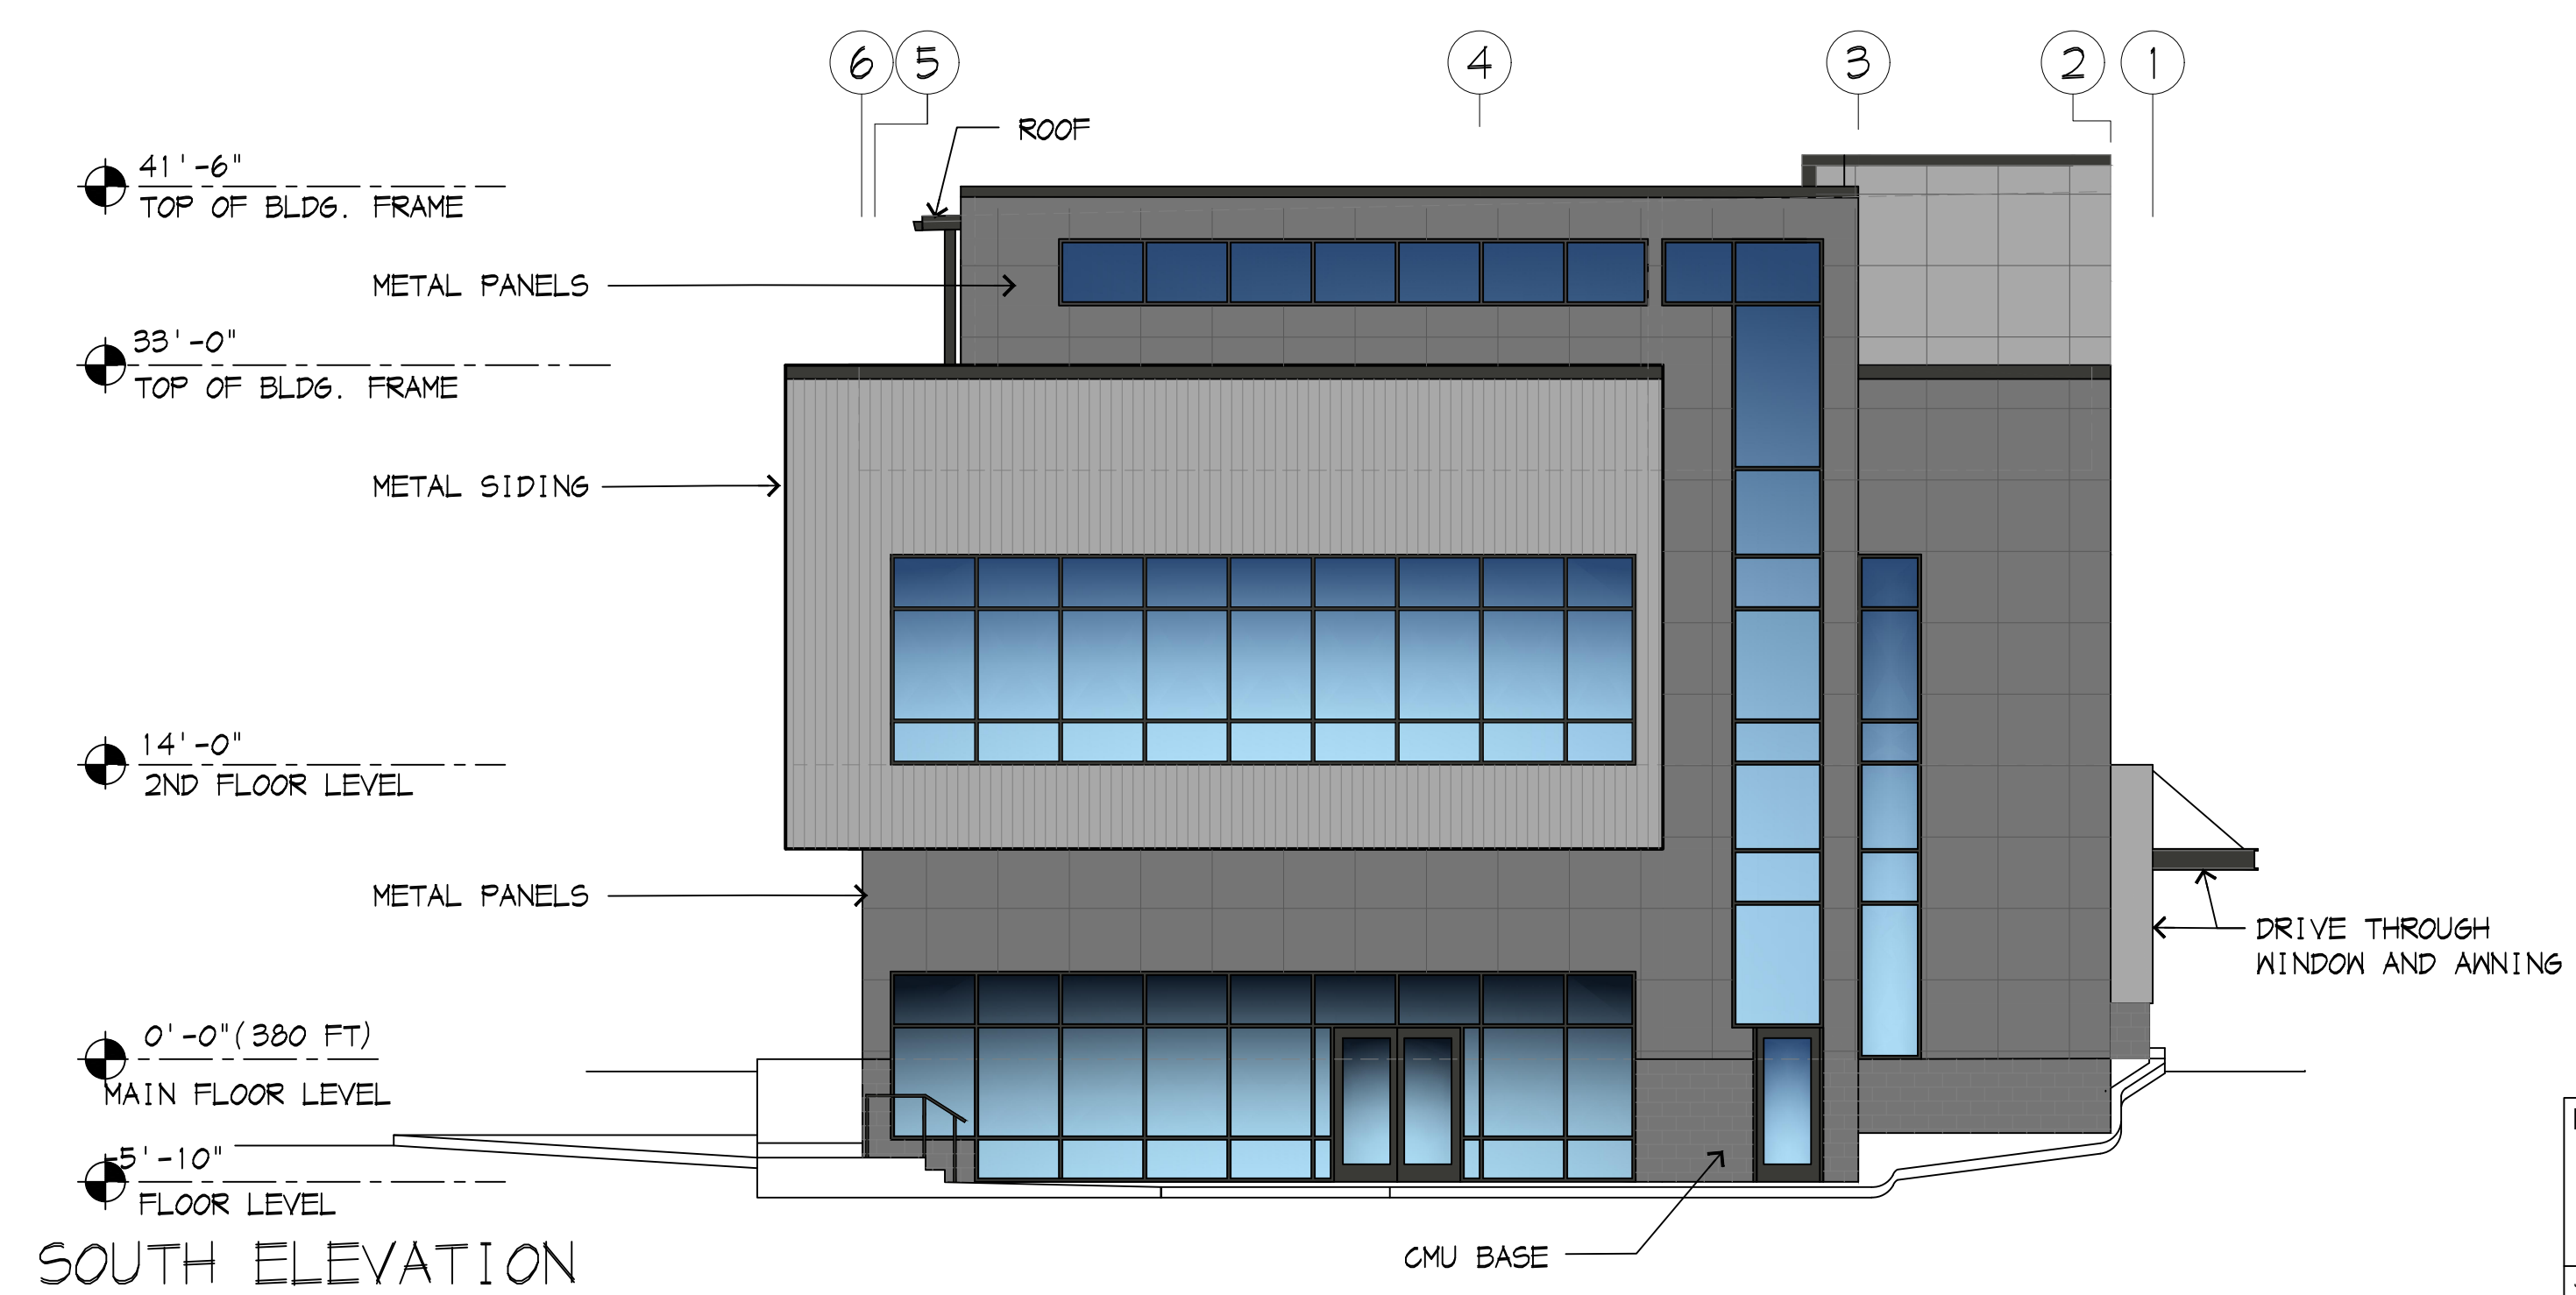 6 5 4 3 2 1
ROOF
41'-6"
TOP OF BLDG. FRAME
METAL PANELS
33'-0"
TOP OF BLDG. FRAME
METAL SIDING
14'-0"
2ND FLOOR LEVEL
METAL PANELS
DRIVE THROUGH
WINDOW AND AWNING
0'-0"(380 FT)
MAIN FLOOR LEVEL
-5'-10"
FLOOR LEVEL
CMU BASE
SOUTH ELEVATION